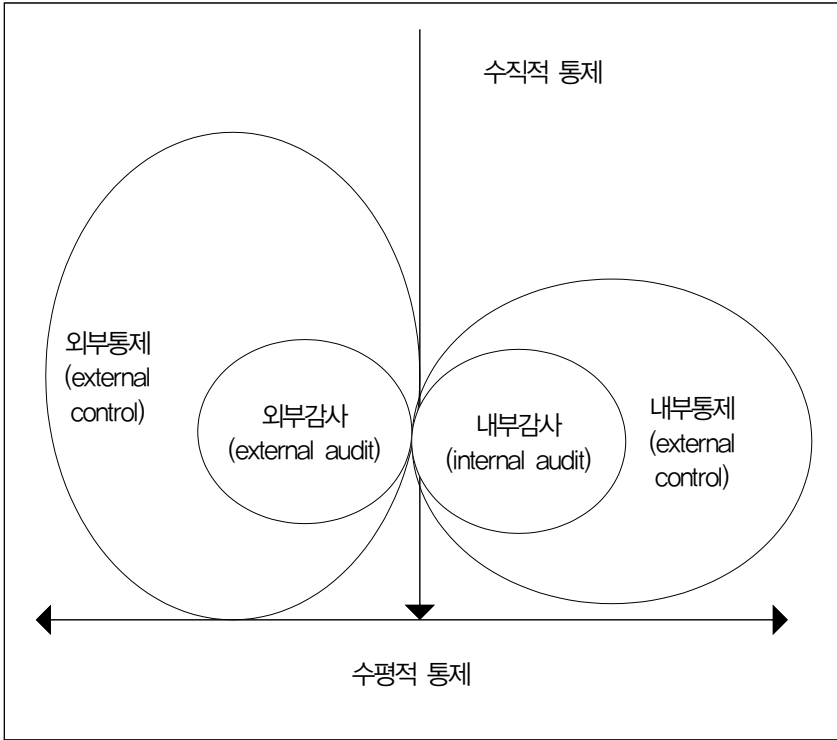 수직적 통제
외부통제
(external
control)
외부감사
(external audit)
내부감사
(internal audit)
내부통제
(external
control)
수평적 통제